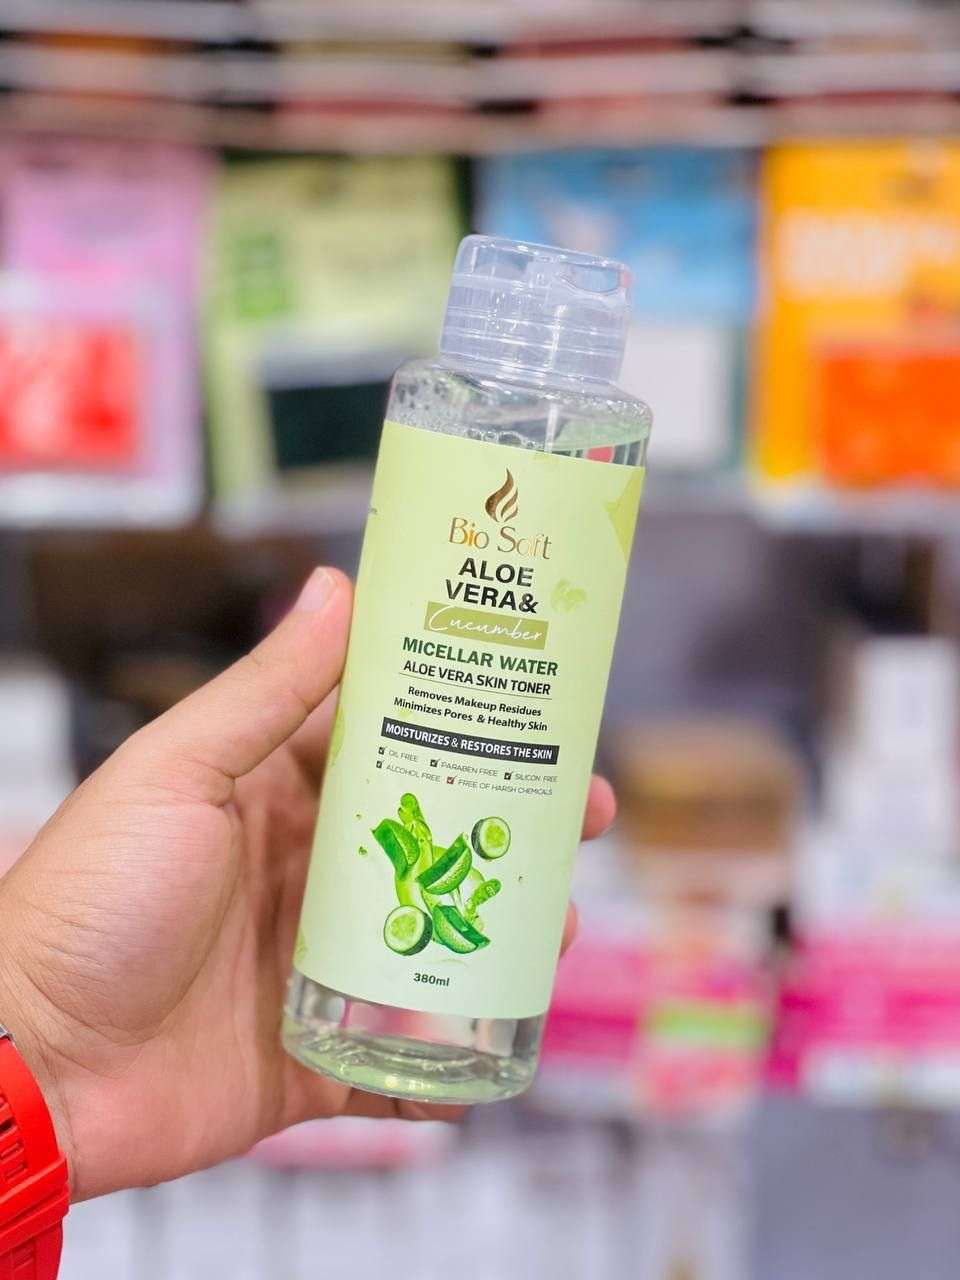 Bio Soft
ALOE
VERA&
Cucumber
MICELLAR WATER
ALOE VERA SKIN TONER
Removes Makeup Residues
Minimizes Pores & Healthy Skin
MOISTURIZES & RESTORES THE SKIN
OIL FREE PARABEN FREE SILICON FREE
ALCOHOL FREE FREE OF HARSH CHEMICALS
380ml